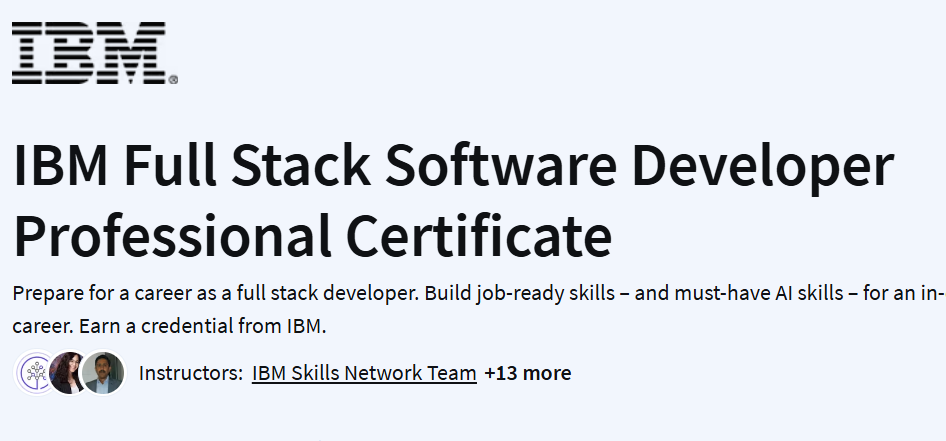 IBM®
IBM Full Stack Software Developer
Professional Certificate
Prepare for a career as a full stack developer. Build job-ready skills – and must-have AI skills – for an in-
career. Earn a credential from IBM.
Instructors: IBM Skills Network Team +13 more